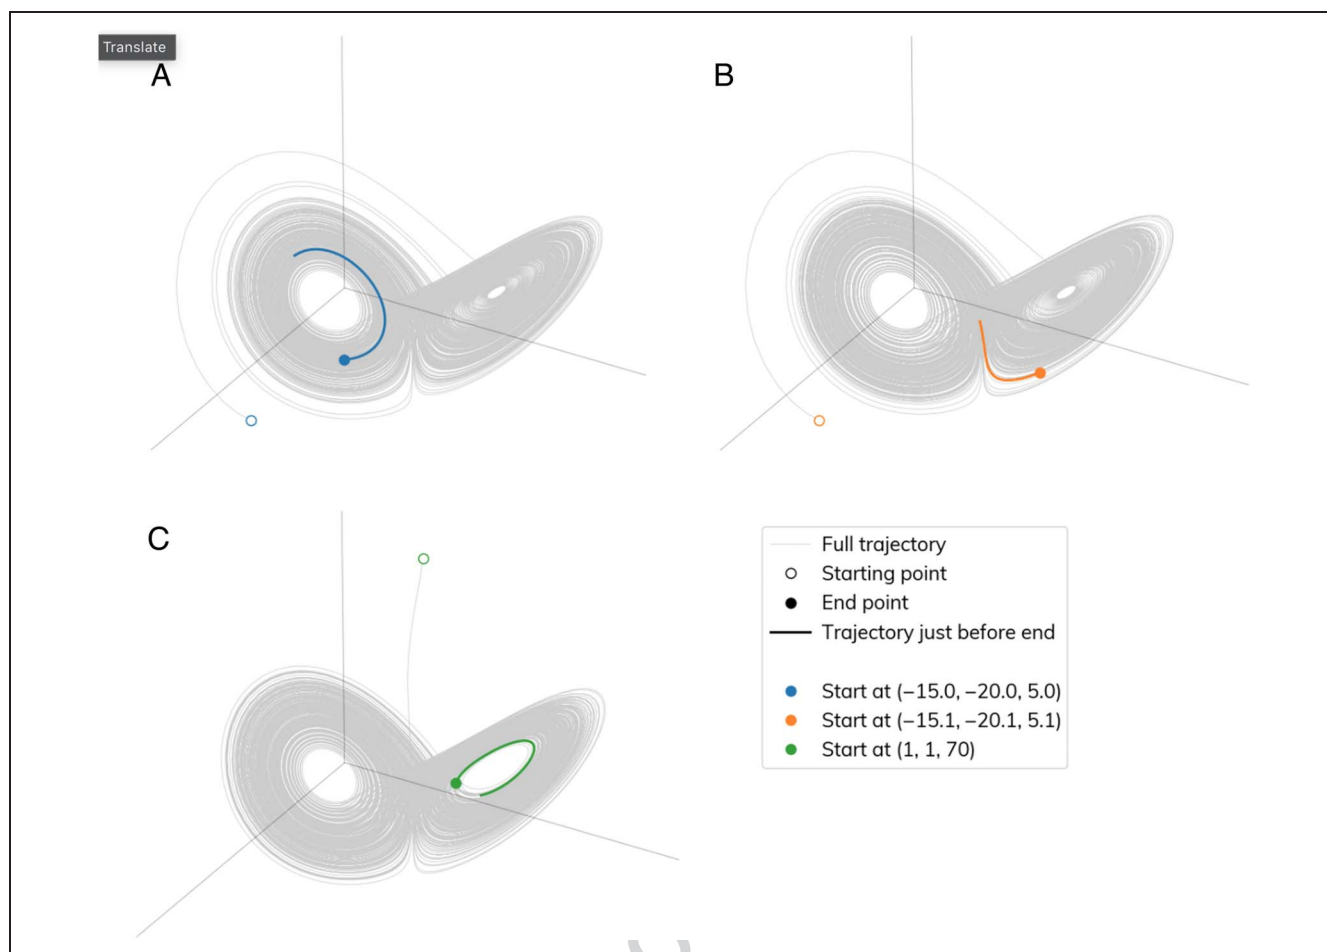 Translate
A
B
C
Full trajectory
Starting point
End point
Trajectory just before end
Start at (−15.0, −20.0, 5.0)
Start at (−15.1, −20.1, 5.1)
Start at (1, 1, 70)